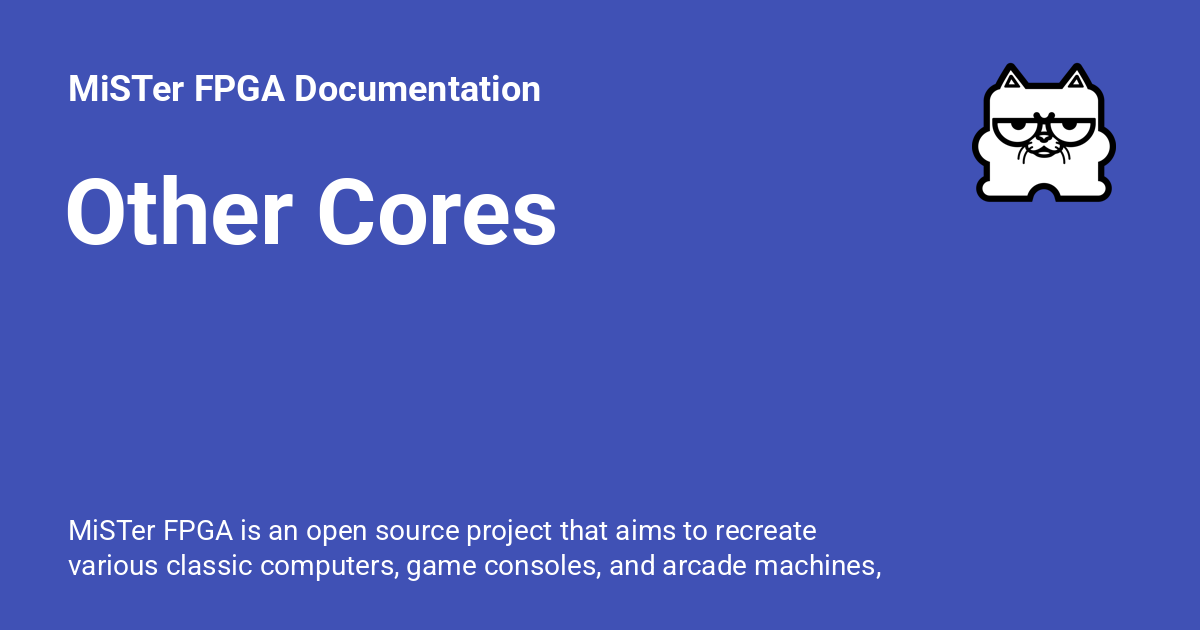 MiSTer FPGA Documentation
Other Cores
MiSTer FPGA is an open source project that aims to recreate
various classic computers, game consoles, and arcade machines,